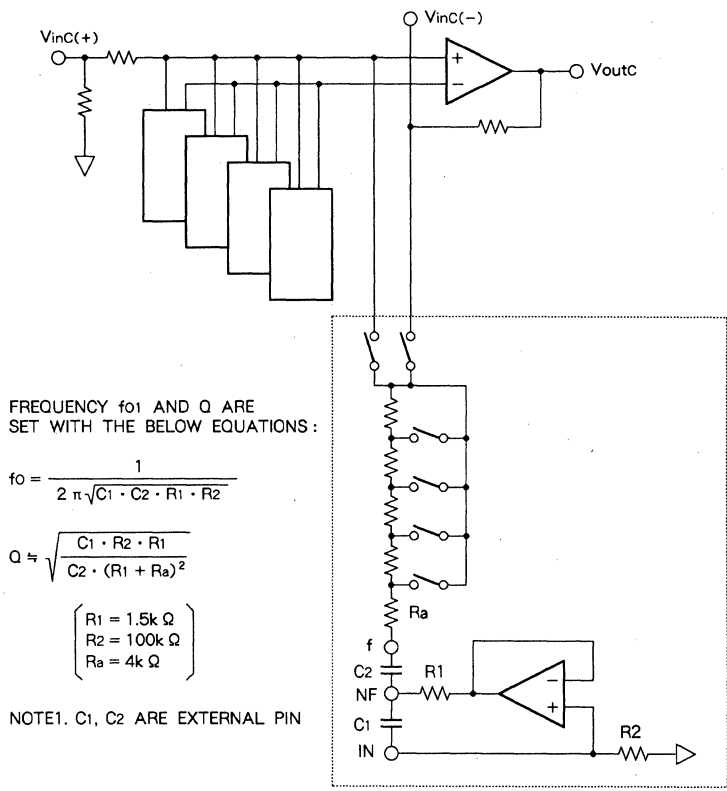 VinC(+)
VinC(-)
+
−
VoutC
FREQUENCY fo1 AND Q ARE
SET WITH THE BELOW EQUATIONS :
fo = 1 / 2 π √C1 · C2 · R1 · R2
Q ≒ √C1 · R2 · R1 / C2 · (R1 + Ra)²
R1 = 1.5k Ω
R2 = 100k Ω
Ra = 4k Ω
NOTE1. C1, C2 ARE EXTERNAL PIN
Ra
f
C2
R1
NF
−
+
C1
IN
R2